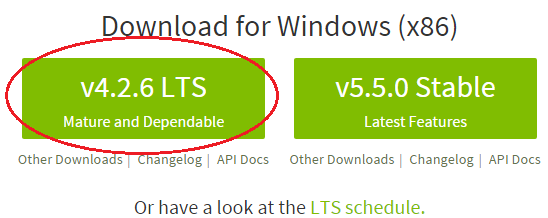 Download for Windows (x86)
v4.2.6 LTS
Mature and Dependable
v5.5.0 Stable
Latest Features
Other Downloads | Changelog | API Docs
Other Downloads | Changelog | API Docs
Or have a look at the LTS schedule.